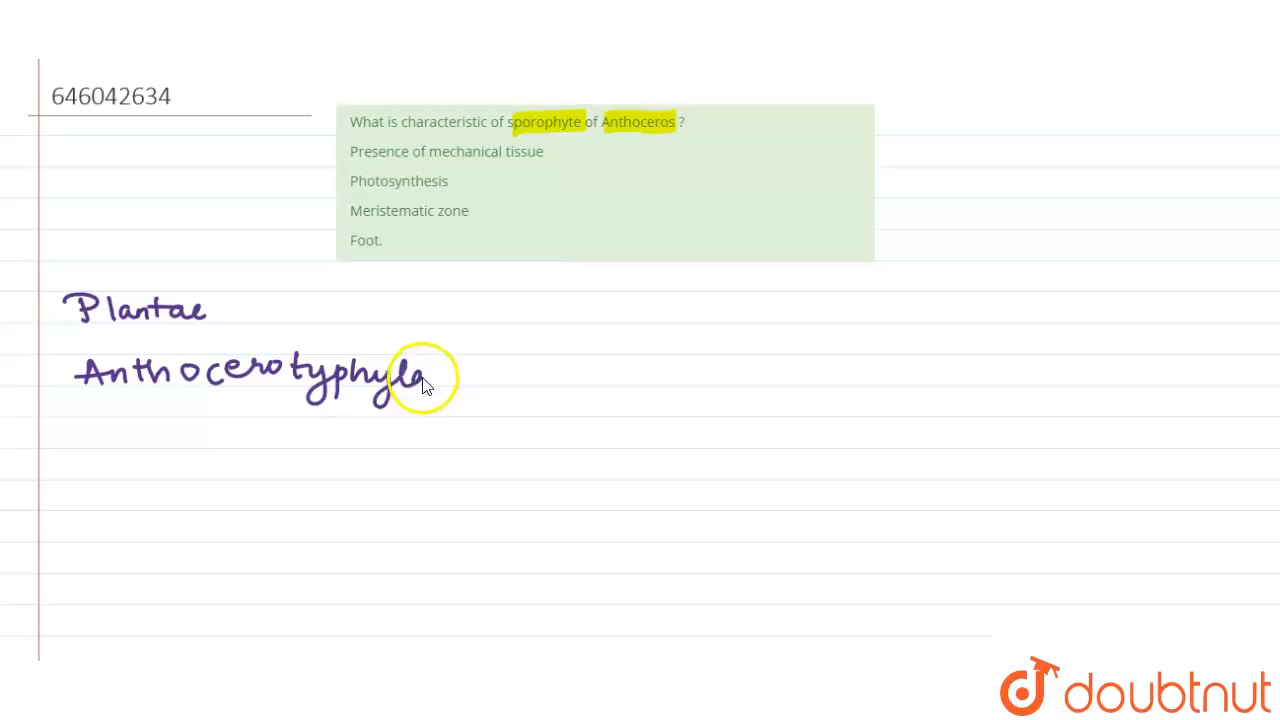 646042634
What is characteristic of sporophyte of Anthoceros ?
Presence of mechanical tissue
Photosynthesis
Meristematic zone
Foot.
Plantae
Anthocerotyphyla
doubtnut